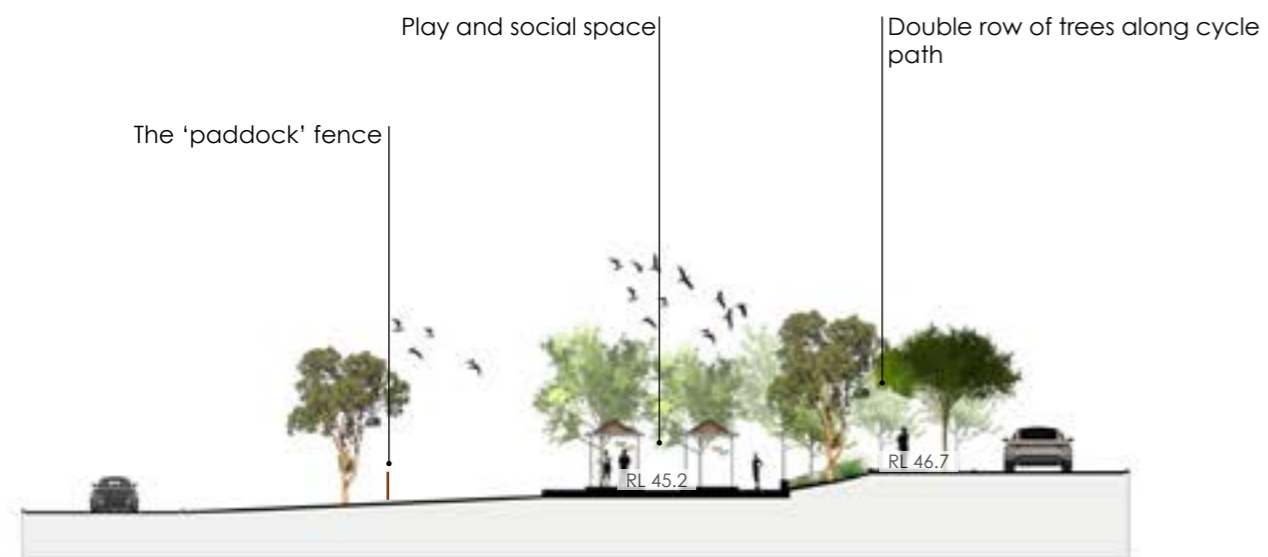 Play and social space
Double row of trees along cycle
path
The ‘paddock’ fence
RL 45.2
RL 46.7